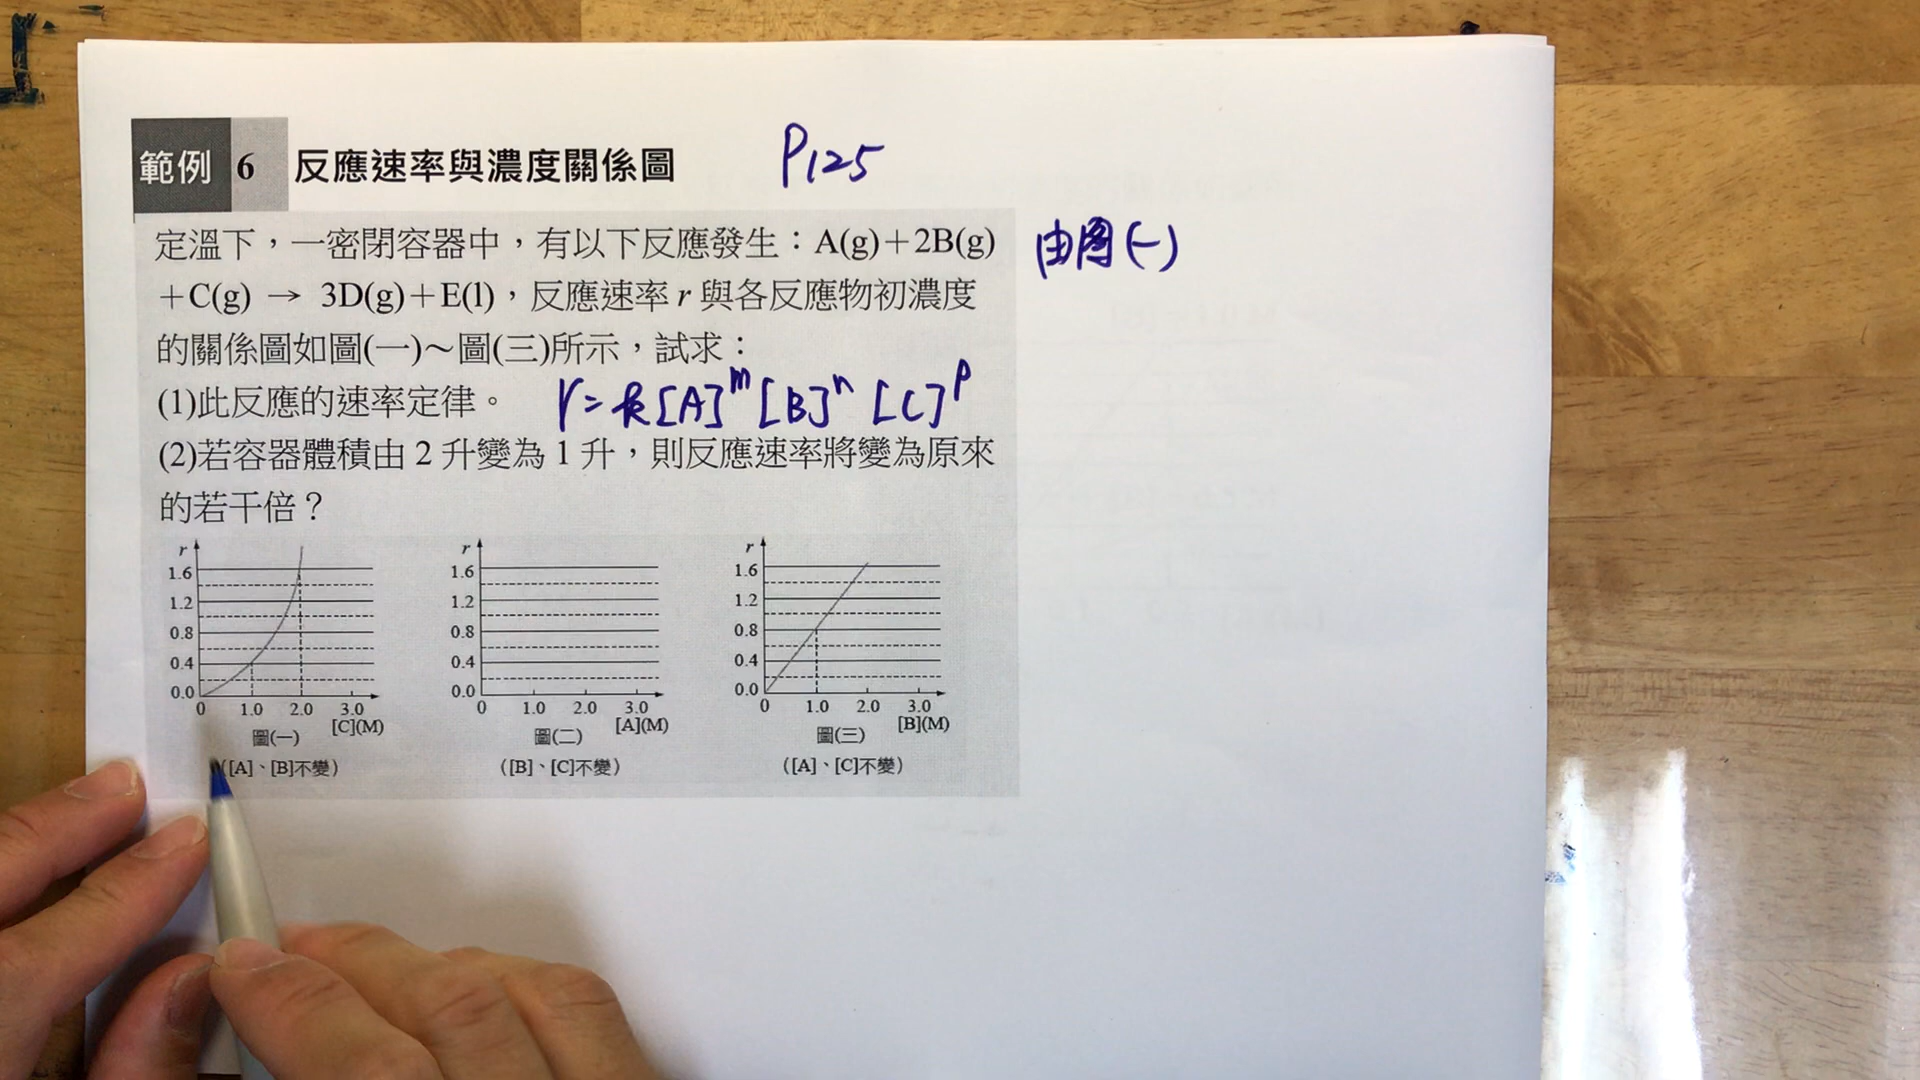 範例 6 反應速率與濃度關係圖 P125
定溫下，一密閉容器中，有以下反應發生：A(g)＋2B(g)
＋C(g) → 3D(g)＋E(l)，反應速率 r 與各反應物初濃度
的關係圖如圖(一)～圖(三)所示，試求：
(1)此反應的速率定律。 r = k[A]^m [B]^n [C]^p
(2)若容器體積由 2 升變為 1 升，則反應速率將變為原來
的若干倍？
由图(一)
r
1.6
1.2
0.8
0.4
0.0
0 1.0 2.0 3.0
[C](M)
圖(一)
([A]、[B]不變)
r
1.6
1.2
0.8
0.4
0.0
0 1.0 2.0 3.0
[A](M)
圖(二)
([B]、[C]不變)
r
1.6
1.2
0.8
0.4
0.0
0 1.0 2.0 3.0
[B](M)
圖(三)
([A]、[C]不變)